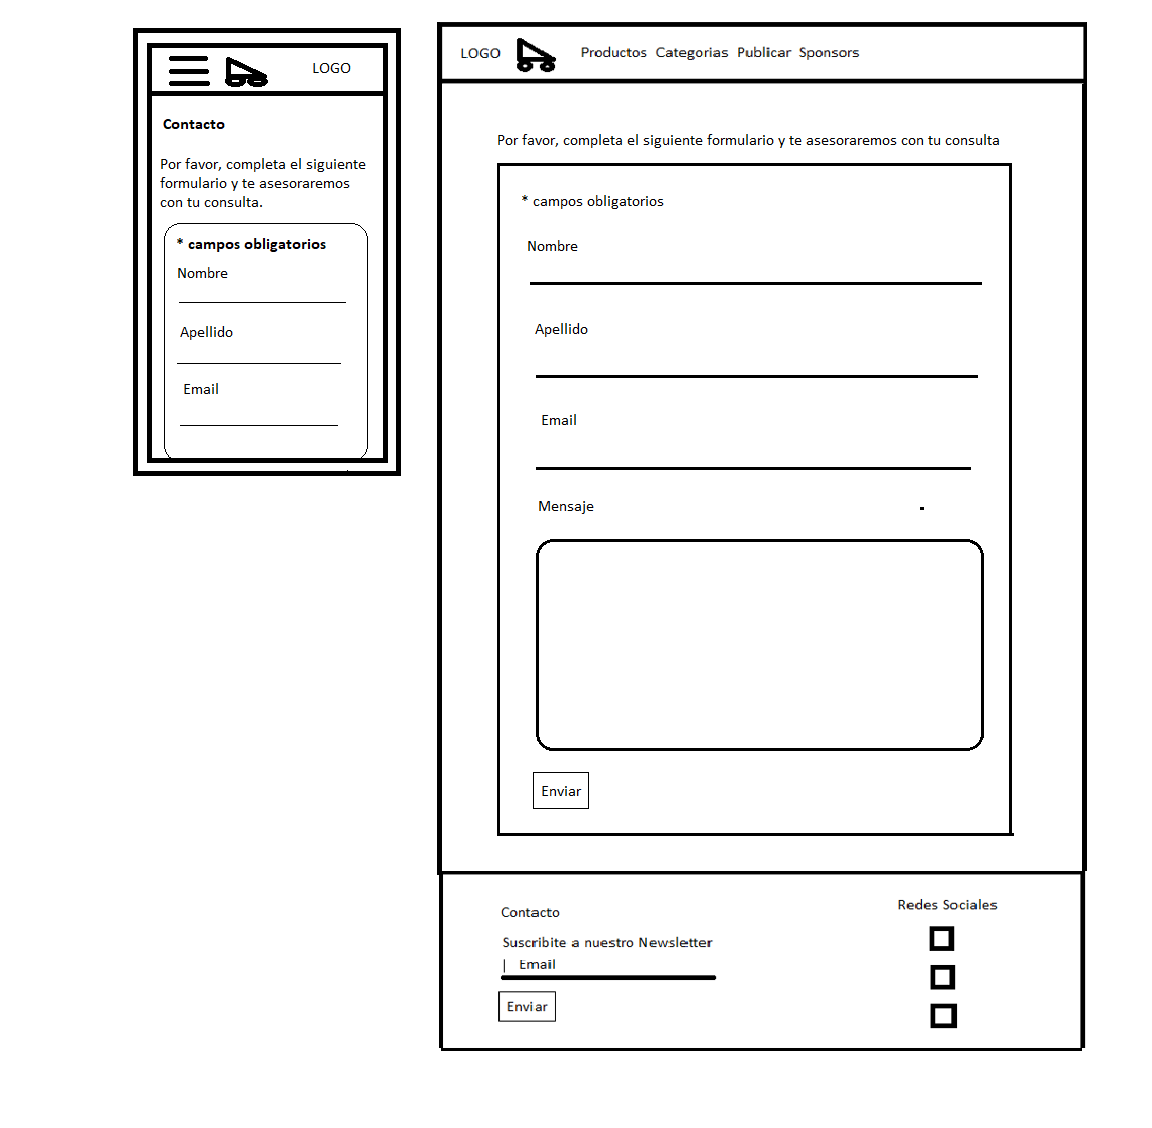 LOGO
Contacto
Por favor, completa el siguiente
formulario y te asesoraremos
con tu consulta.
* campos obligatorios
Nombre
Apellido
Email
LOGO Productos Categorias Publicar Sponsors
Por favor, completa el siguiente formulario y te asesoraremos con tu consulta
* campos obligatorios
Nombre
Apellido
Email
Mensaje
Enviar
Contacto
Suscribite a nuestro Newsletter
| Email
Enviar
Redes Sociales